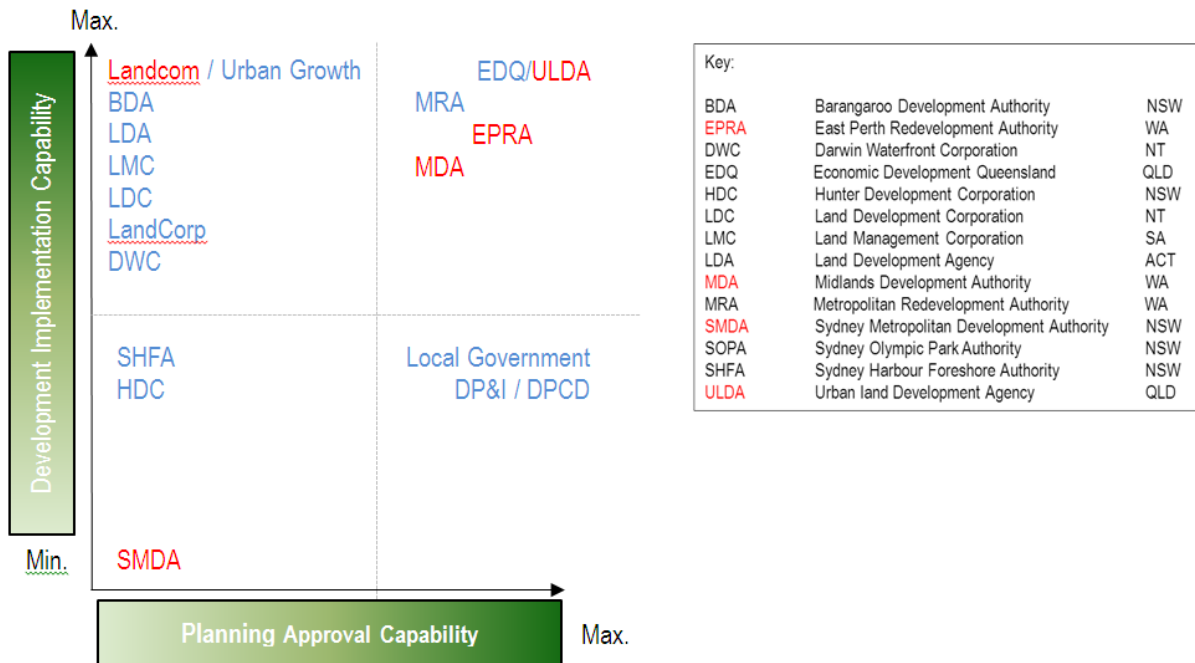 Max.
Development Implementation Capability
Min.
Landcom / Urban Growth
BDA
LDA
LMC
LDC
LandCorp
DWC
EDQ/ULDA
MRA
EPRA
MDA
SHFA
HDC
Local Government
DP&I / DPCD
SMDA
Planning Approval Capability
Max.
Key:
BDA Barangaroo Development Authority NSW
EPRA East Perth Redevelopment Authority WA
DWC Darwin Waterfront Corporation NT
EDQ Economic Development Queensland QLD
HDC Hunter Development Corporation NSW
LDC Land Development Corporation NT
LMC Land Management Corporation SA
LDA Land Development Agency ACT
MDA Midlands Development Authority WA
MRA Metropolitan Redevelopment Authority WA
SMDA Sydney Metropolitan Development Authority NSW
SOPA Sydney Olympic Park Authority NSW
SHFA Sydney Harbour Foreshore Authority NSW
ULDA Urban land Development Agency QLD